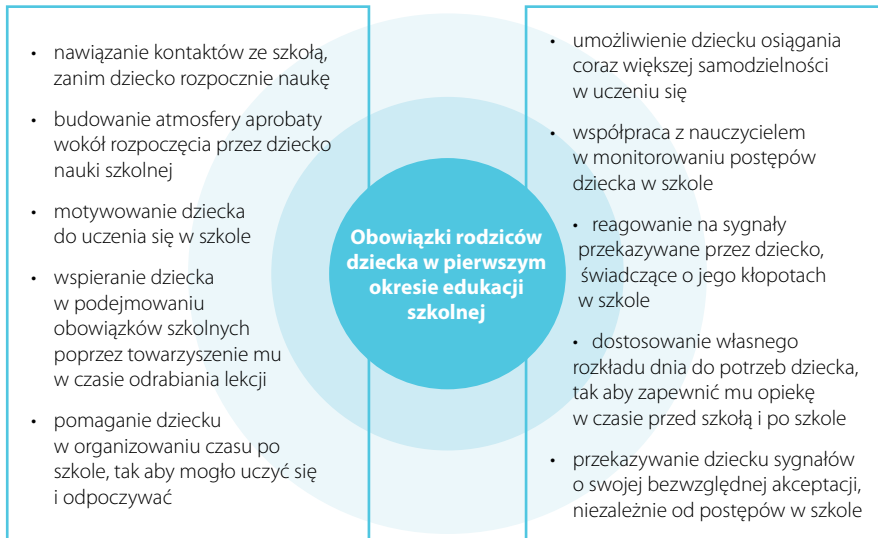 • nawiązanie kontaktów ze szkołą,
zanim dziecko rozpocznie naukę
• budowanie atmosfery aprobaty
wokół rozpoczęcia przez dziecko
nauki szkolnej
• motywowanie dziecka
do uczenia się w szkole
• wspieranie dziecka
w podejmowaniu
obowiązków szkolnych
poprzez towarzyszenie mu
w czasie odrabiania lekcji
• pomaganie dziecku
w organizowaniu czasu po
szkole, tak aby mogło uczyć się
i odpoczywać
Obowiązki rodziców
dziecka w pierwszym
okresie edukacji
szkolnej
• umożliwienie dziecku osiągania
coraz większej samodzielności
w uczeniu się
• współpraca z nauczycielem
w monitorowaniu postępów
dziecka w szkole
• reagowanie na sygnały
przekazywane przez dziecko,
świadczące o jego kłopotach
w szkole
• dostosowanie własnego
rozkładu dnia do potrzeb dziecka,
tak aby zapewnić mu opiekę
w czasie przed szkołą i po szkole
• przekazywanie dziecku sygnałów
o swojej bezwzględnej akceptacji,
niezależnie od postępów w szkole